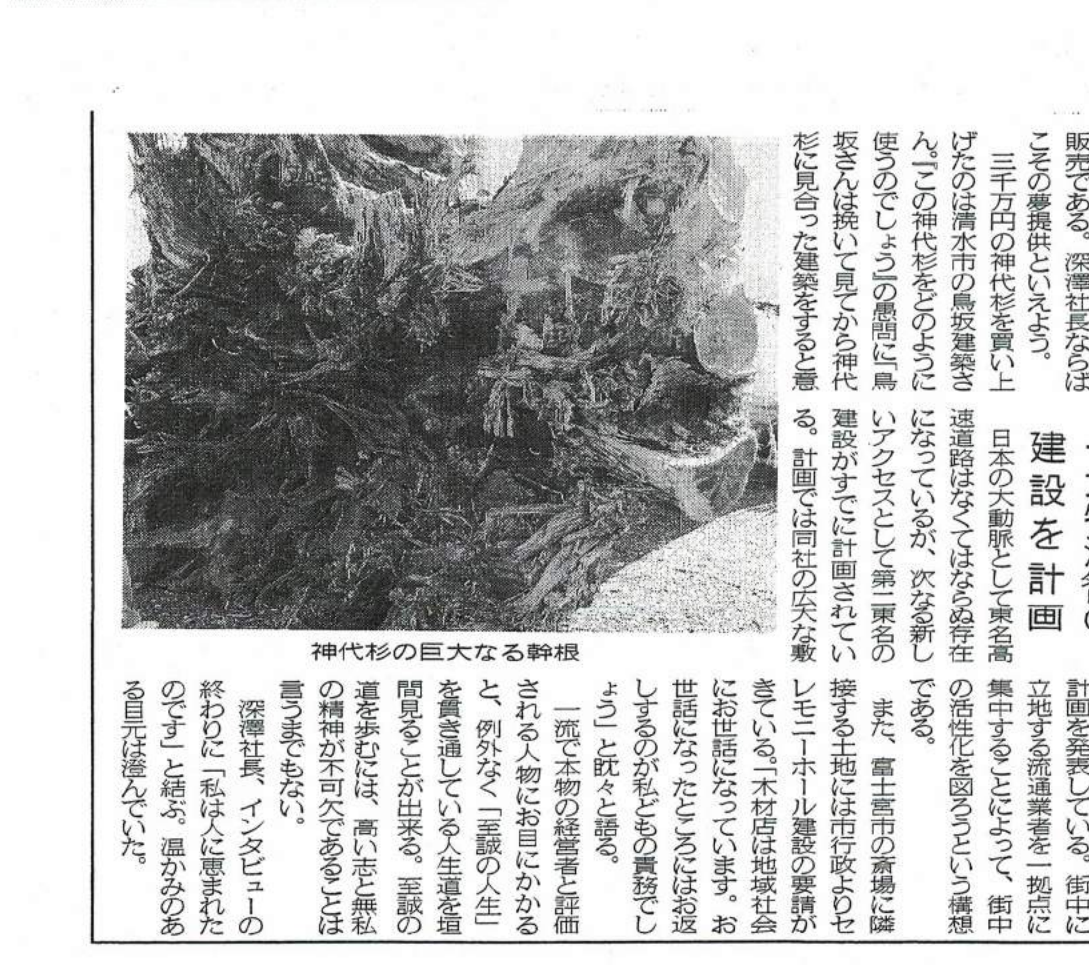 販売である。深澤社長ならば
こその夢提供といえよう。
三千万円の神代杉を買い上
げたのは清水市の鳥坂建築さ
ん。『この神代杉をどのように
使うのでしょう』の愚問に「鳥
坂さんは挽いて見てから神代
杉に見合った建築をすると意
建設を計画
日本の大動脈として東名高
速道路はなくてはならぬ存在
になっているが、次なる新し
いアクセスとして第二東名の
建設がすでに計画されてい
る。計画では同社の広大な敷
神代杉の巨大なる幹根
計画を発表している。街中に
立地する流通業者を一拠点に
集中することによって、街中
の活性化を図ろうという構想
である。
また、富士宮市の斎場に隣
接する土地には市行政よりセ
レモニーホール建設の要請が
きている。「木材店は地域社会
にお世話になっています。お
世話になったところにはお返
しするのが私どもの責務でし
ょう」と訥々と語る。
一流で本物の経営者と評価
される人物にお目にかかる
と、例外なく「至誠の人生」
を貫き通している人生道を垣
間見ることが出来る。至誠の
道を歩むには、高い志と無私
の精神が不可欠であることは
言うまでもない。
深澤社長、インタビューの
終わりに「私は人に恵まれた
のです」と結ぶ。温かみのあ
る目元は澄んでいた。